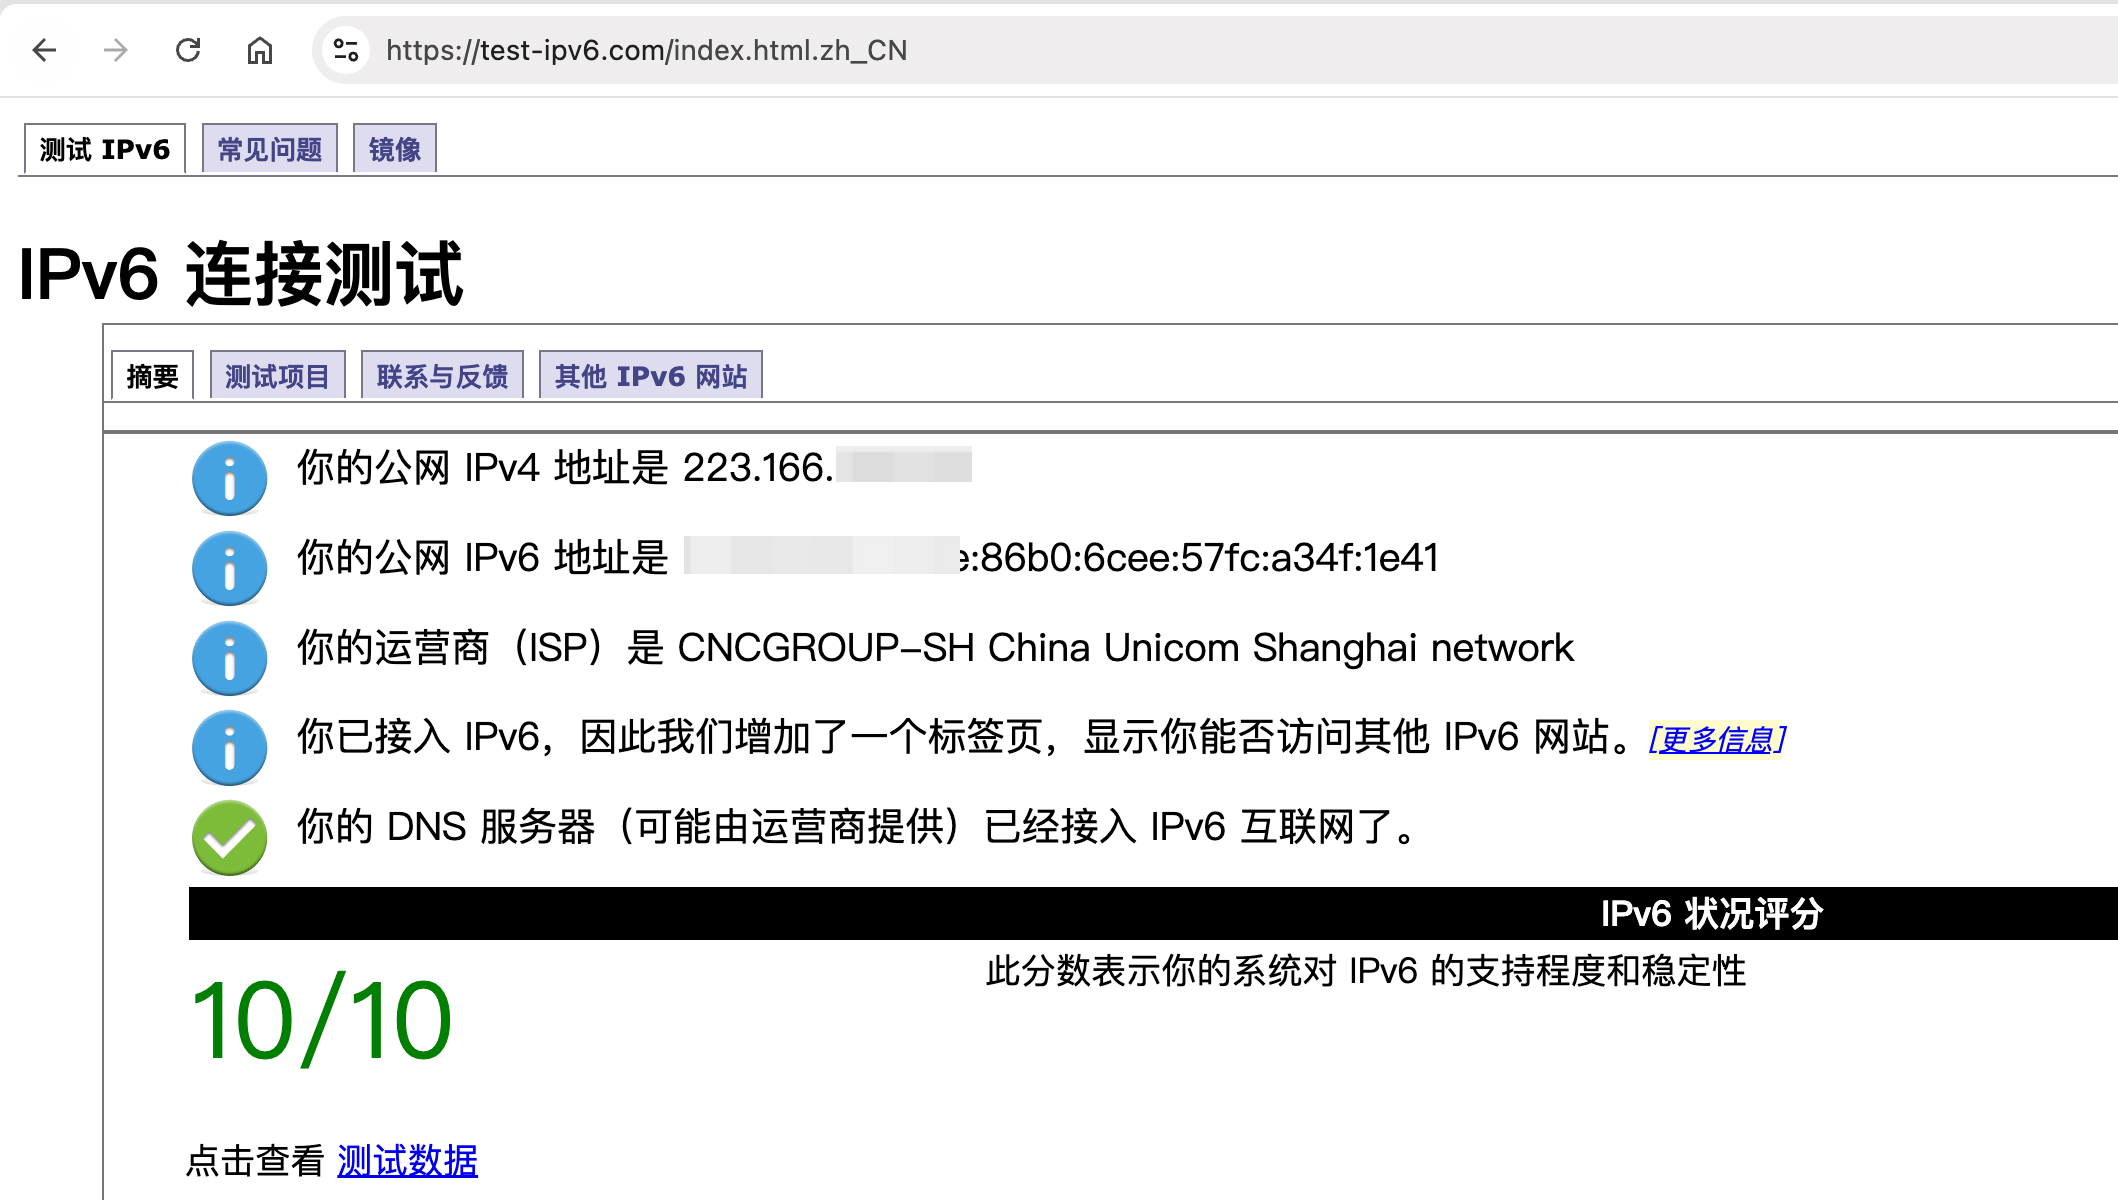 https://test-ipv6.com/index.html.zh_CN
测试 IPv6 常见问题 镜像
IPv6 连接测试
摘要 测试项目 联系与反馈 其他 IPv6 网站
你的公网 IPv4 地址是 223.166.
你的公网 IPv6 地址是 e:86b0:6cee:57fc:a34f:1e41
你的运营商（ISP）是 CNCGROUP-SH China Unicom Shanghai network
你已接入 IPv6，因此我们增加了一个标签页，显示你能否访问其他 IPv6 网站。[更多信息]
你的 DNS 服务器（可能由运营商提供）已经接入 IPv6 互联网了。
IPv6 状况评分
10/10
此分数表示你的系统对 IPv6 的支持程度和稳定性
点击查看 测试数据